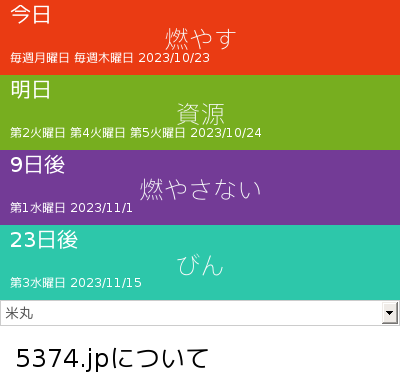 今日
燃やす
毎週月曜日 毎週木曜日 2023/10/23
明日
資源
第2火曜日 第4火曜日 第5火曜日 2023/10/24
9日後
燃やさない
第1水曜日 2023/11/1
23日後
びん
第3水曜日 2023/11/15
米丸
5374.jpについて